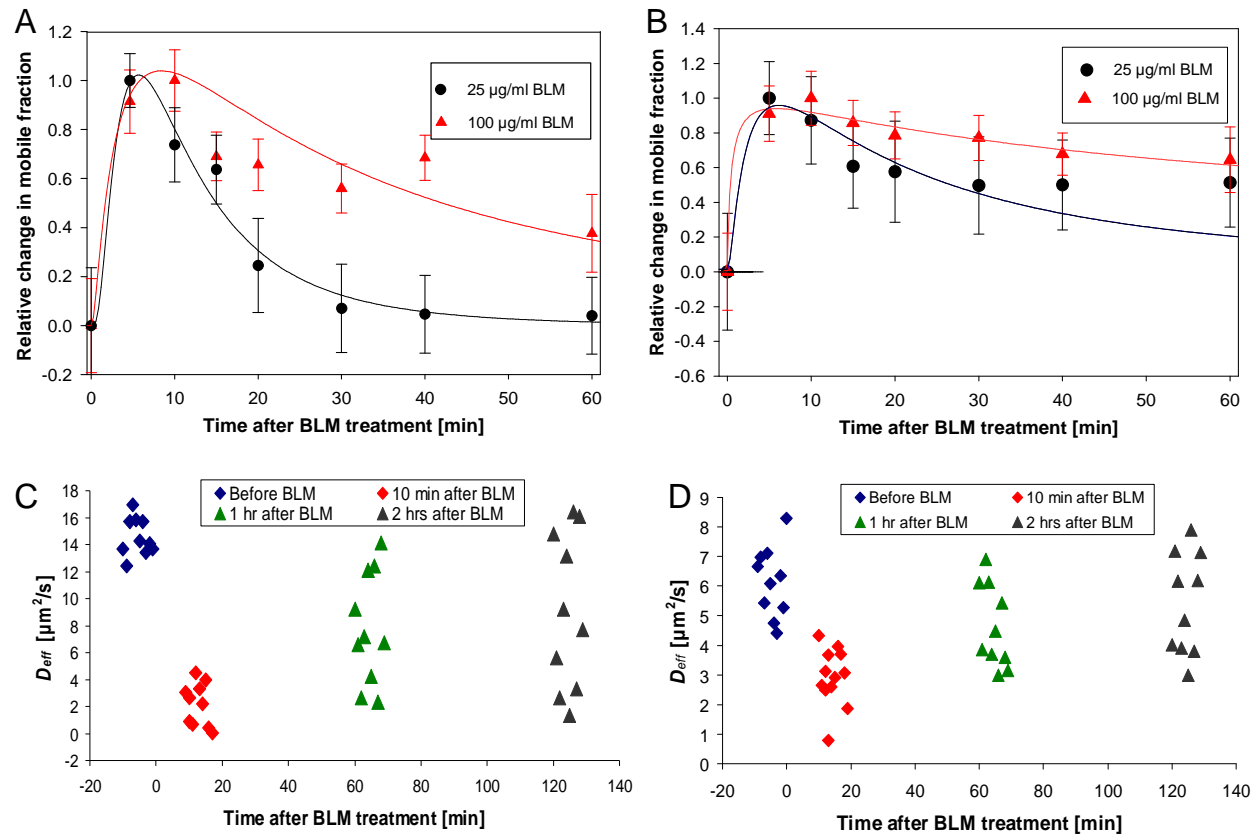 A
Relative change in mobile fraction
1.2
1.0
0.8
0.6
0.4
0.2
0.0
-0.2
25 µg/ml BLM
100 µg/ml BLM
0 10 20 30 40 50 60
Time after BLM treatment [min]
B
Relative change in mobile fraction
1.4
1.2
1.0
0.8
0.6
0.4
0.2
0.0
-0.2
-0.4
-0.6
25 µg/ml BLM
100 µg/ml BLM
0 10 20 30 40 50 60
Time after BLM treatment [min]
C
Deff [µm²/s]
18
16
14
12
10
8
6
4
2
0
-2
Before BLM 10 min after BLM
1 hr after BLM 2 hrs after BLM
-20 0 20 40 60 80 100 120 140
Time after BLM treatment [min]
D
Deff [µm²/s]
9
8
7
6
5
4
3
2
1
0
Before BLM 10 min after BLM
1 hr after BLM 2 hrs after BLM
-20 0 20 40 60 80 100 120 140
Time after BLM treatment [min]